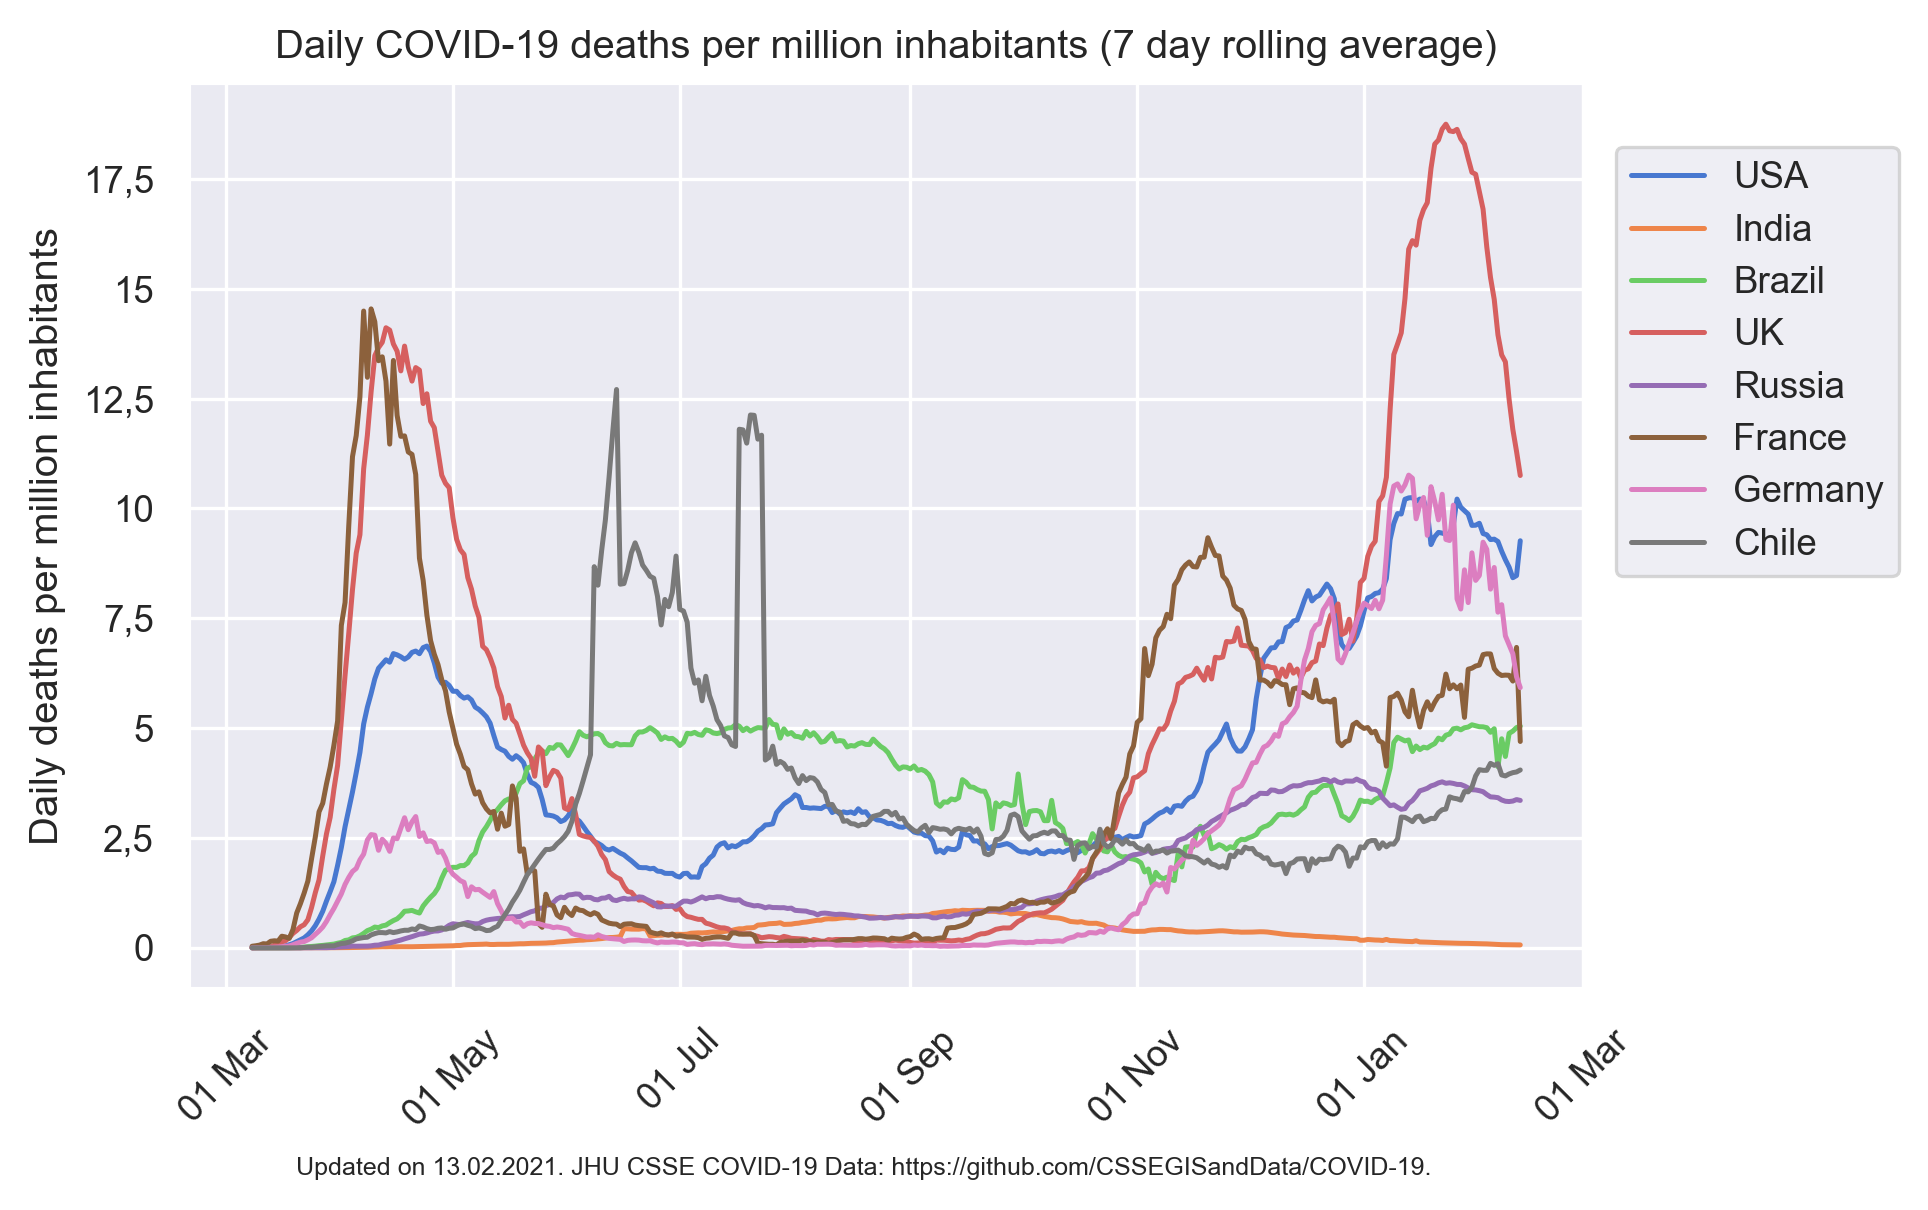 Daily COVID-19 deaths per million inhabitants (7 day rolling average)
Daily deaths per million inhabitants
17,5
15
12,5
10
7,5
5
2,5
0
01 Mar
01 May
01 Jul
01 Sep
01 Nov
01 Jan
01 Mar
USA
India
Brazil
UK
Russia
France
Germany
Chile
Updated on 13.02.2021. JHU CSSE COVID-19 Data: https://github.com/CSSEGISandData/COVID-19.